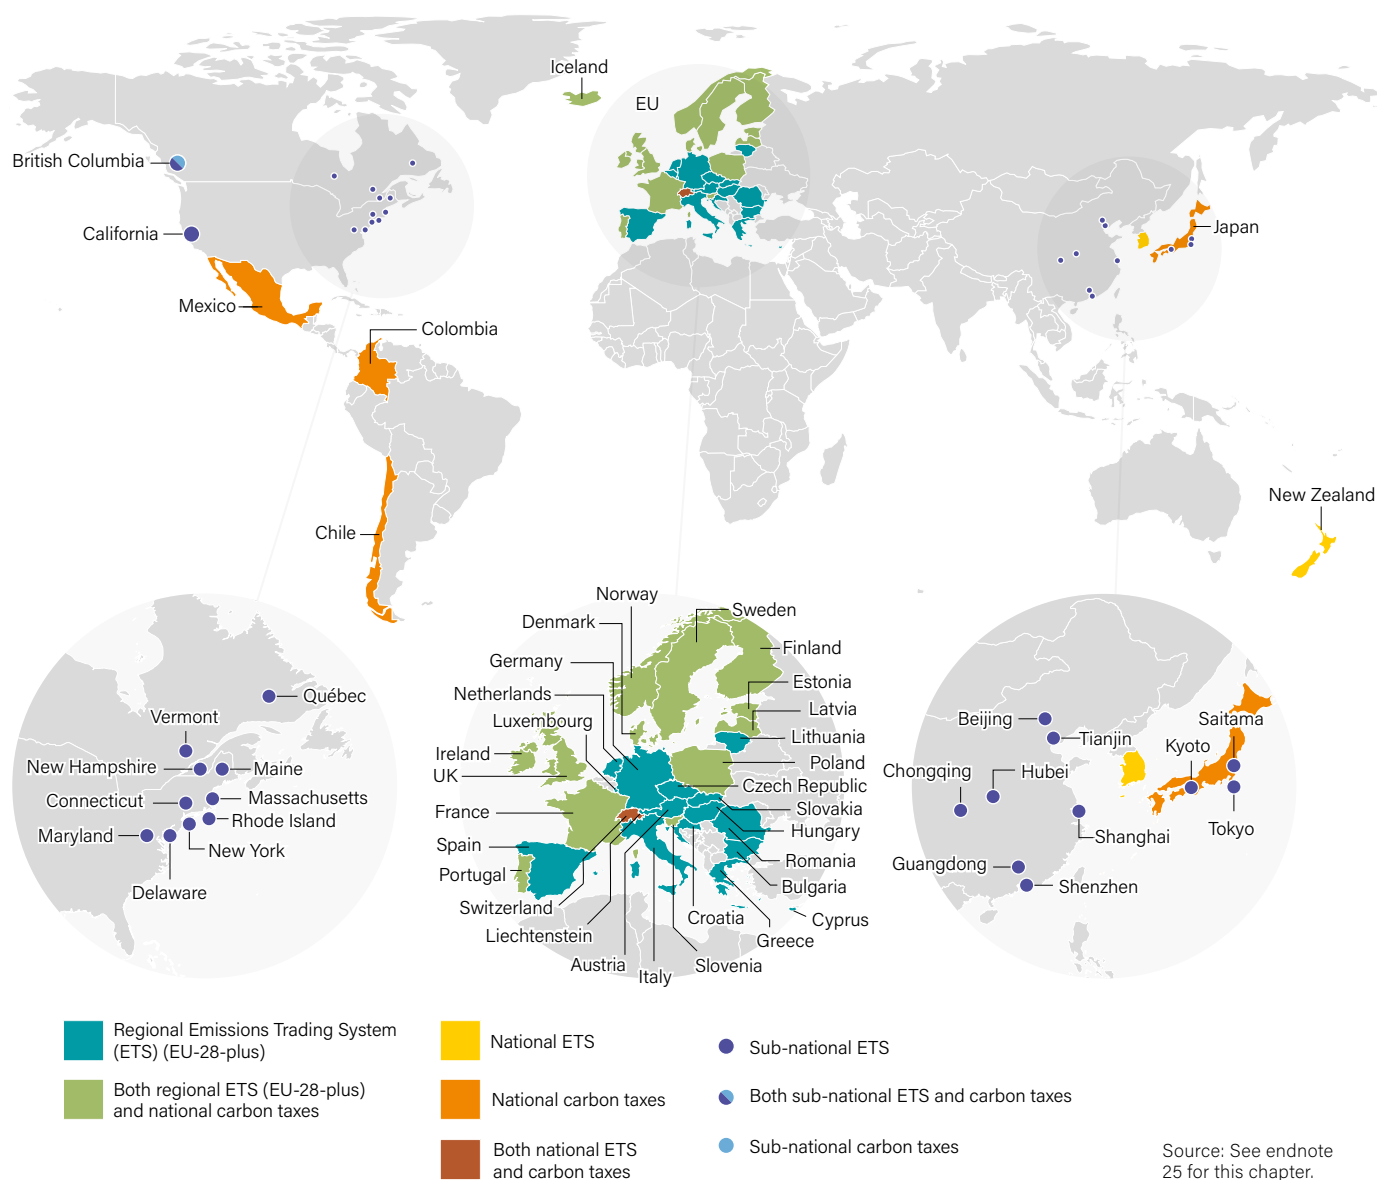 Iceland
EU
British Columbia
California
Japan
Mexico
Colombia
New Zealand
Chile
Québec
Vermont
New Hampshire
Maine
Connecticut
Massachusetts
Rhode Island
Maryland
New York
Delaware
Norway
Sweden
Denmark
Finland
Germany
Estonia
Netherlands
Latvia
Luxembourg
Lithuania
Ireland
Poland
UK
Czech Republic
France
Slovakia
Hungary
Spain
Romania
Portugal
Bulgaria
Switzerland
Croatia
Cyprus
Liechtenstein
Greece
Austria
Italy
Slovenia
Beijing
Saitama
Tianjin
Kyoto
Chongqing
Hubei
Shanghai
Tokyo
Guangdong
Shenzhen
Regional Emissions Trading System
(ETS) (EU-28-plus)
Both regional ETS (EU-28-plus)
and national carbon taxes
National ETS
National carbon taxes
Both national ETS
and carbon taxes
Sub-national ETS
Both sub-national ETS and carbon taxes
Sub-national carbon taxes
Source: See endnote
25 for this chapter.